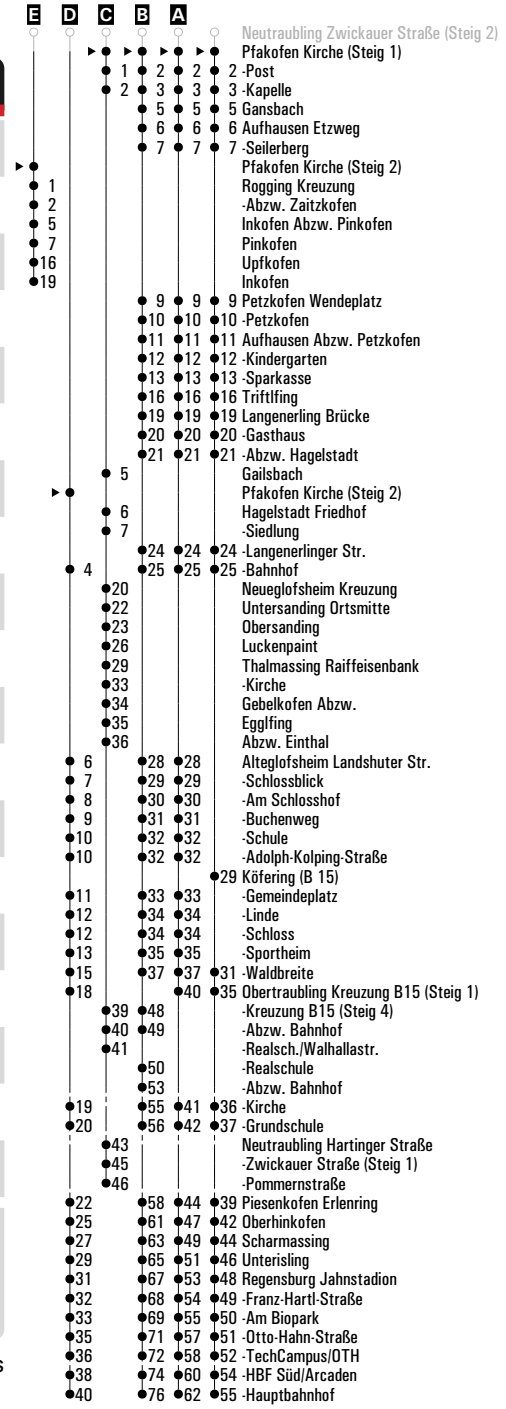 E D C B A
Neutraubling Zwickauer Straße (Steig 2)
Pfakofen Kirche (Steig 1)
1 2 2 2 -Post
2 3 3 3 -Kapelle
5 5 5 Gansbach
6 6 6 Aufhausen Etzweg
7 7 7 -Seilerberg
Pfakofen Kirche (Steig 2)
1 Rogging Kreuzung
2 -Abzw. Zaitzkofen
5 Inkofen Abzw. Pinkofen
7 Pinkofen
16 Upfkofen
19 Inkofen
9 9 9 Petzkofen Wendeplatz
10 10 10 -Petzkofen
11 11 11 Aufhausen Abzw. Petzkofen
12 12 12 -Kindergarten
13 13 13 -Sparkasse
16 16 16 Triftlfing
19 19 19 Langenerling Brücke
20 20 20 -Gasthaus
21 21 21 -Abzw. Hagelstadt
5 Gailsbach
Pfakofen Kirche (Steig 2)
6 Hagelstadt Friedhof
7 -Siedlung
24 24 24 -Langenerlinger Str.
4 25 25 25 -Bahnhof
20 Neueglofsheim Kreuzung
22 Untersanding Ortsmitte
23 Obersanding
26 Luckenpaint
29 Thalmassing Raiffeisenbank
33 -Kirche
34 Gebelkofen Abzw.
35 Egglfing
36 Abzw. Einthal
6 28 28 Alteglofsheim Landshuter Str.
7 29 29 -Schlossblick
8 30 30 -Am Schlosshof
9 31 31 -Buchenweg
10 32 32 -Schule
10 32 32 -Adolph-Kolping-Straße
29 Köfering (B 15)
11 33 33 -Gemeindeplatz
12 34 34 -Linde
12 34 34 -Schloss
13 35 35 -Sportheim
15 37 37 31 -Waldbreite
18 40 35 Obertraubling Kreuzung B15 (Steig 1)
39 48 -Kreuzung B15 (Steig 4)
40 49 -Abzw. Bahnhof
41 -Realsch./Walhallastr.
50 -Realschule
53 -Abzw. Bahnhof
19 55 41 36 -Kirche
20 56 42 37 -Grundschule
43 Neutraubling Hartinger Straße
45 -Zwickauer Straße (Steig 1)
46 -Pommernstraße
22 58 44 39 Piesenkofen Erlenring
25 61 47 42 Oberhinkofen
27 63 49 44 Scharmassing
29 65 51 46 Unterisling
31 67 53 48 Regensburg Jahnstadion
32 68 54 49 -Franz-Hartl-Straße
33 69 55 50 -Am Biopark
35 71 57 51 -Otto-Hahn-Straße
36 72 58 52 -TechCampus/OTH
38 74 60 54 -HBF Süd/Arcaden
40 76 62 55 -Hauptbahnhof